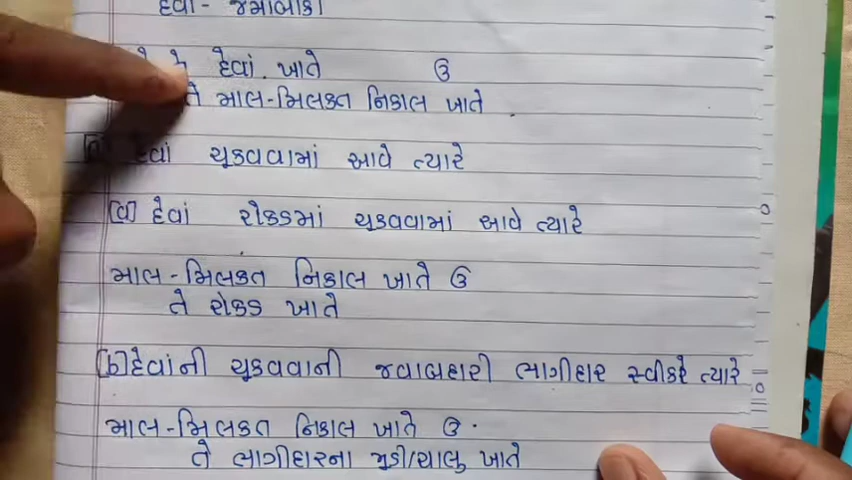 દેવા - જમાબાકી
દેવાં ખાતે ઉ
તે માલ-મિલકત નિકાલ ખાતે
દેવાં ચૂકવવામાં આવે ત્યારે
[a] દેવાં રોકડમાં ચૂકવવામાં આવે ત્યારે
માલ-મિલકત નિકાલ ખાતે ઉ
તે રોકડ ખાતે
[b] દેવાંની ચૂકવવાની જવાબદારી ભાગીદાર સ્વીકારે ત્યારે
માલ-મિલકત નિકાલ ખાતે ઉ.
તે ભાગીદારના મૂડી/ચાલુ ખાતે